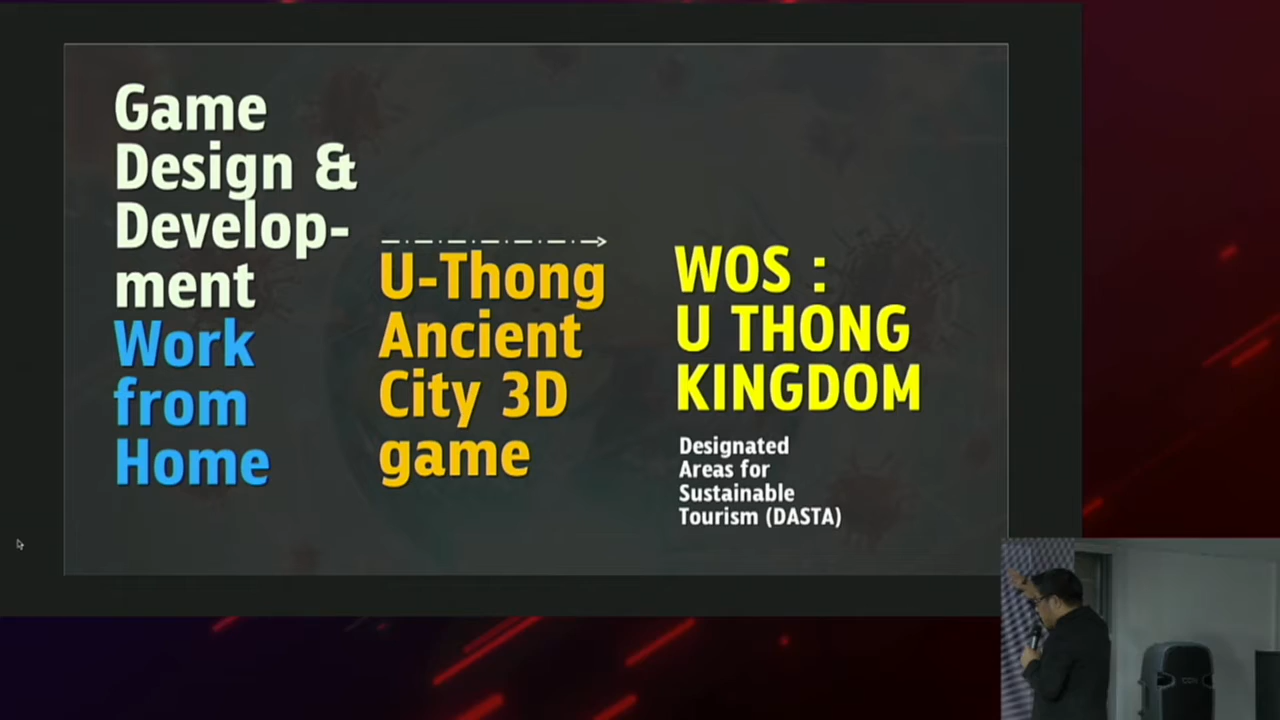 Game
Design &
Develop-
ment
Work
from
Home
U-Thong
Ancient
City 3D
game
WOS :
U THONG
KINGDOM
Designated
Areas for
Sustainable
Tourism (DASTA)